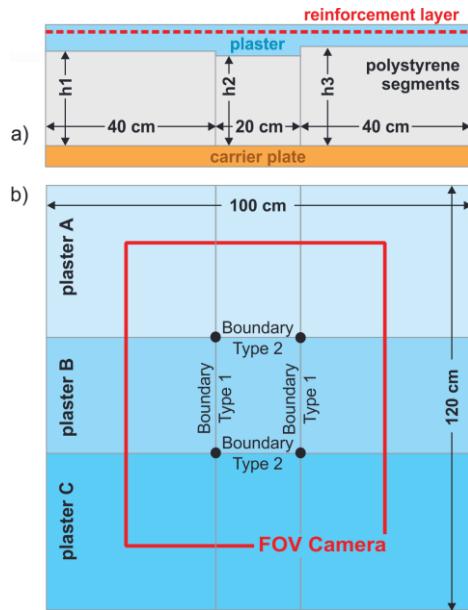 reinforcement layer
plaster
h1
h2
h3
polystyrene
segments
40 cm
20 cm
40 cm
a)
carrier plate
b)
100 cm
plaster A
Boundary
Type 2
plaster B
Boundary
Type 1
Boundary
Type 1
Boundary
Type 2
120 cm
plaster C
FOV Camera